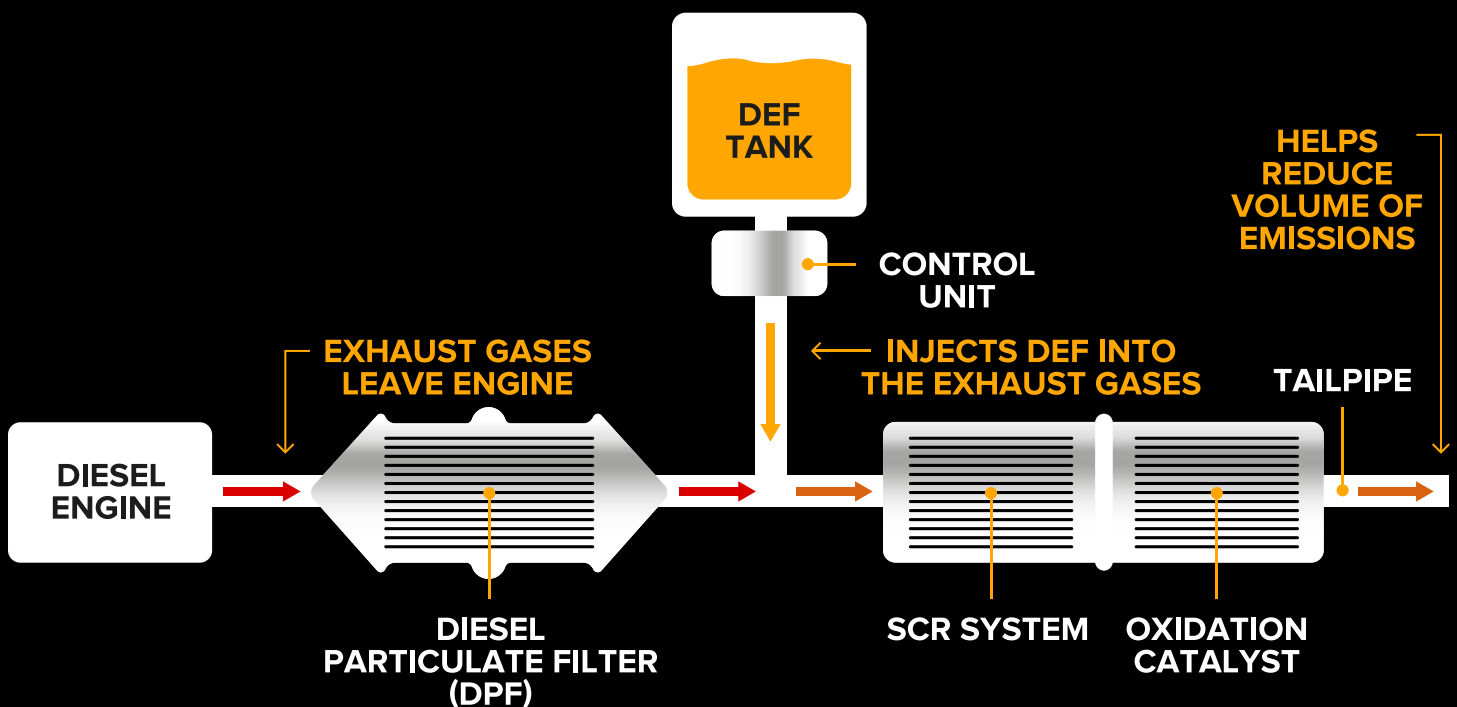 DEF
TANK
HELPS
REDUCE
VOLUME OF
EMISSIONS
CONTROL
UNIT
EXHAUST GASES
LEAVE ENGINE
INJECTS DEF INTO
THE EXHAUST GASES
TAILPIPE
DIESEL
ENGINE
DIESEL
PARTICULATE FILTER
(DPF)
SCR SYSTEM
OXIDATION
CATALYST